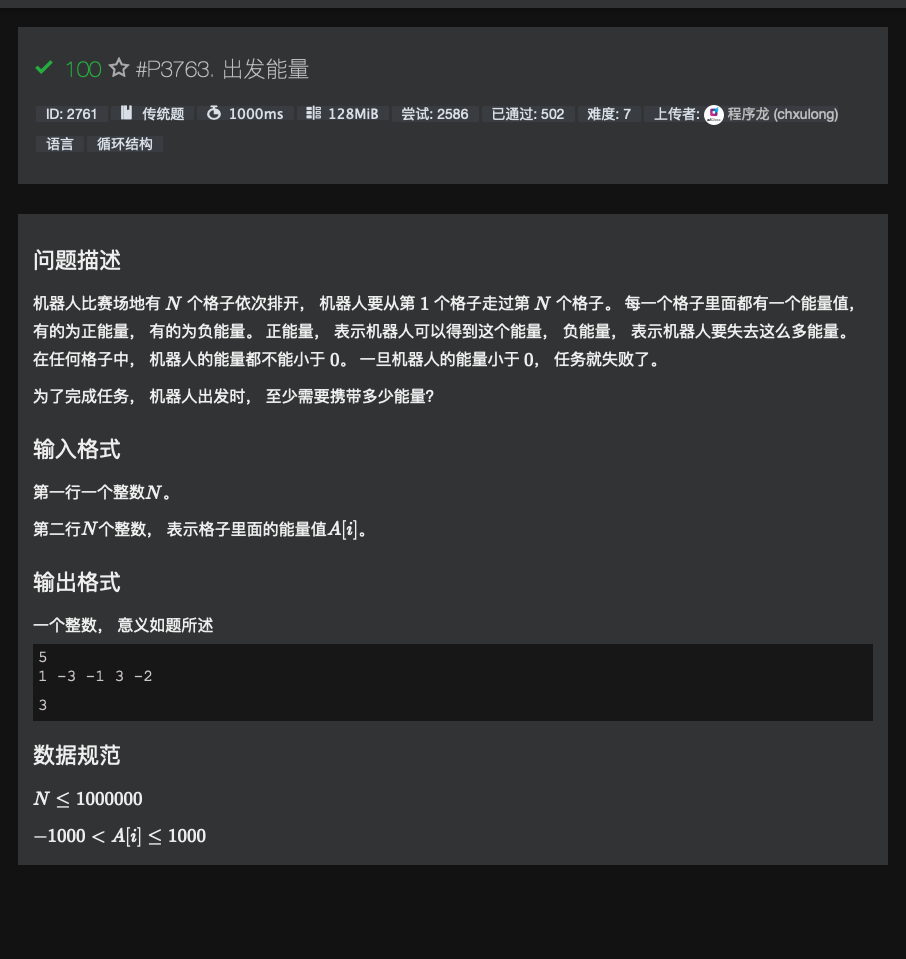 100 #P3763. 出发能量
ID: 2761 传统题 1000ms 128MiB 尝试: 2586 已通过: 502 难度: 7 上传者: 程序龙 (chxulong)
语言 循环结构
问题描述
机器人比赛场地有 N 个格子依次排开， 机器人要从第 1 个格子走过第 N 个格子。 每一个格子里面都有一个能量值，
有的为正能量， 有的为负能量。 正能量， 表示机器人可以得到这个能量， 负能量， 表示机器人要失去这么多能量。
在任何格子中， 机器人的能量都不能小于 0。 一旦机器人的能量小于 0， 任务就失败了。
为了完成任务， 机器人出发时， 至少需要携带多少能量?
输入格式
第一行一个整数N。
第二行N个整数， 表示格子里面的能量值A[i]。
输出格式
一个整数， 意义如题所述
5
1 -3 -1 3 -2
3
数据规范
N ≤ 1000000
−1000 < A[i] ≤ 1000